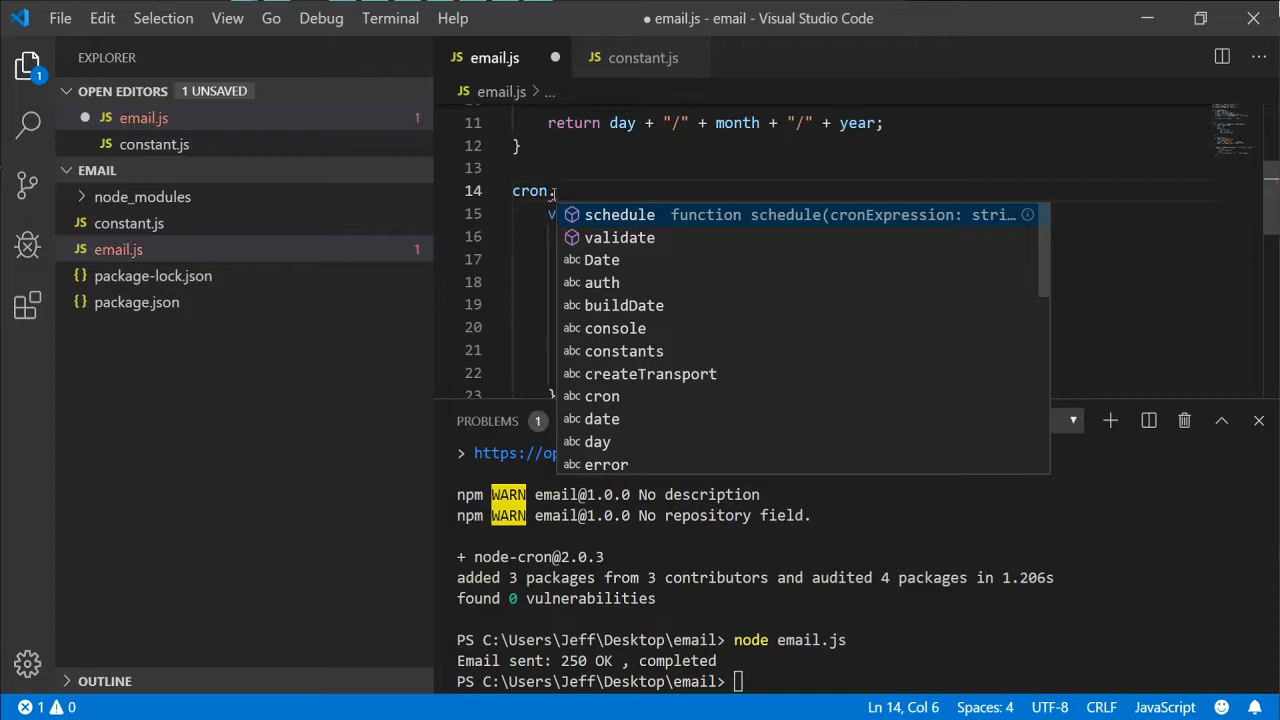 File Edit Selection View Go Debug Terminal Help ● email.js - email - Visual Studio Code
1
EXPLORER
JS email.js ● JS constant.js ...
OPEN EDITORS 1 UNSAVED
JS email.js > ...
● JS email.js 1
JS constant.js
EMAIL
> node_modules
JS constant.js
JS email.js 1
{} package-lock.json
{} package.json
OUTLINE
11 return day + "/" + month + "/" + year;
12 }
13
14 cron.
15 v
16
17
18
19
20
21
22
23 }
schedule function schedule(cronExpression: stri…
validate
abc Date
abc auth
abc buildDate
abc console
abc constants
abc createTransport
abc cron
abc date
abc day
abc error
PROBLEMS 1
> https://op
npm WARN email@1.0.0 No description
npm WARN email@1.0.0 No repository field.
+ node-cron@2.0.3
added 3 packages from 3 contributors and audited 4 packages in 1.206s
found 0 vulnerabilities
PS C:\Users\Jeff\Desktop\email> node email.js
Email sent: 250 OK , completed
PS C:\Users\Jeff\Desktop\email>
1 0 Ln 14, Col 6 Spaces: 4 UTF-8 CRLF JavaScript